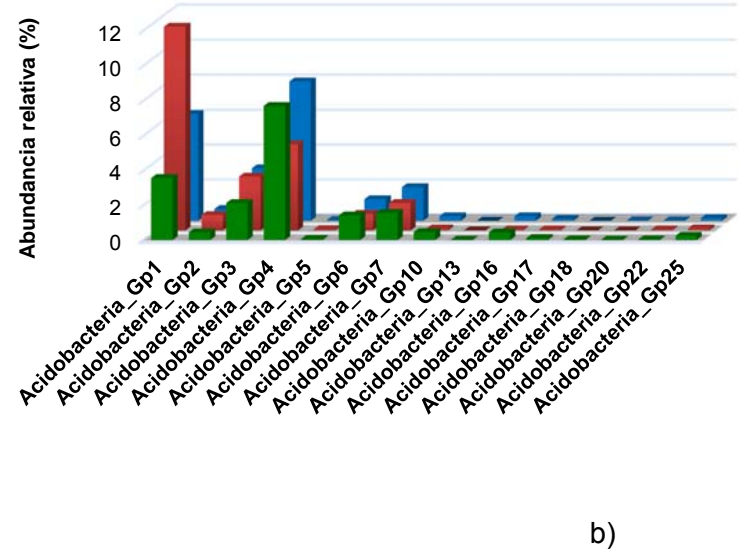 Abundancia relativa (%)
12
10
8
6
4
2
0
Acidobacteria_Gp1
Acidobacteria_Gp2
Acidobacteria_Gp3
Acidobacteria_Gp4
Acidobacteria_Gp5
Acidobacteria_Gp6
Acidobacteria_Gp7
Acidobacteria_Gp10
Acidobacteria_Gp13
Acidobacteria_Gp16
Acidobacteria_Gp17
Acidobacteria_Gp18
Acidobacteria_Gp20
Acidobacteria_Gp22
Acidobacteria_Gp25
b)